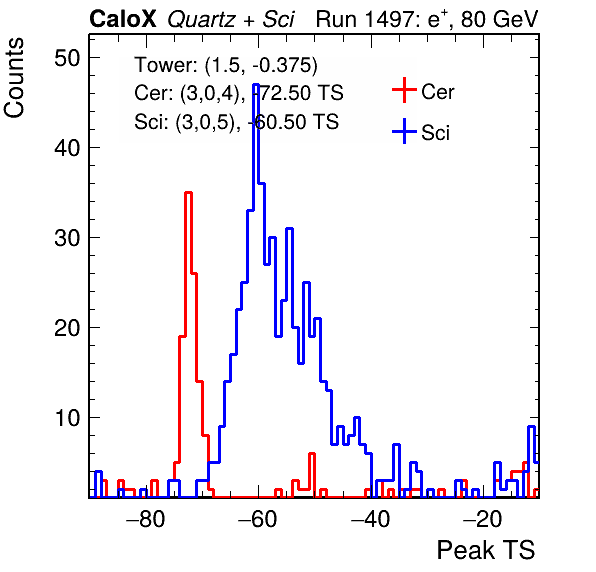 CaloX Quartz + Sci Run 1497: e+, 80 GeV
Counts
50
40
30
20
10
Tower: (1.5, -0.375)
Cer: (3,0,4), -72.50 TS
Sci: (3,0,5), -60.50 TS
Cer
Sci
−80 −60 −40 −20
Peak TS